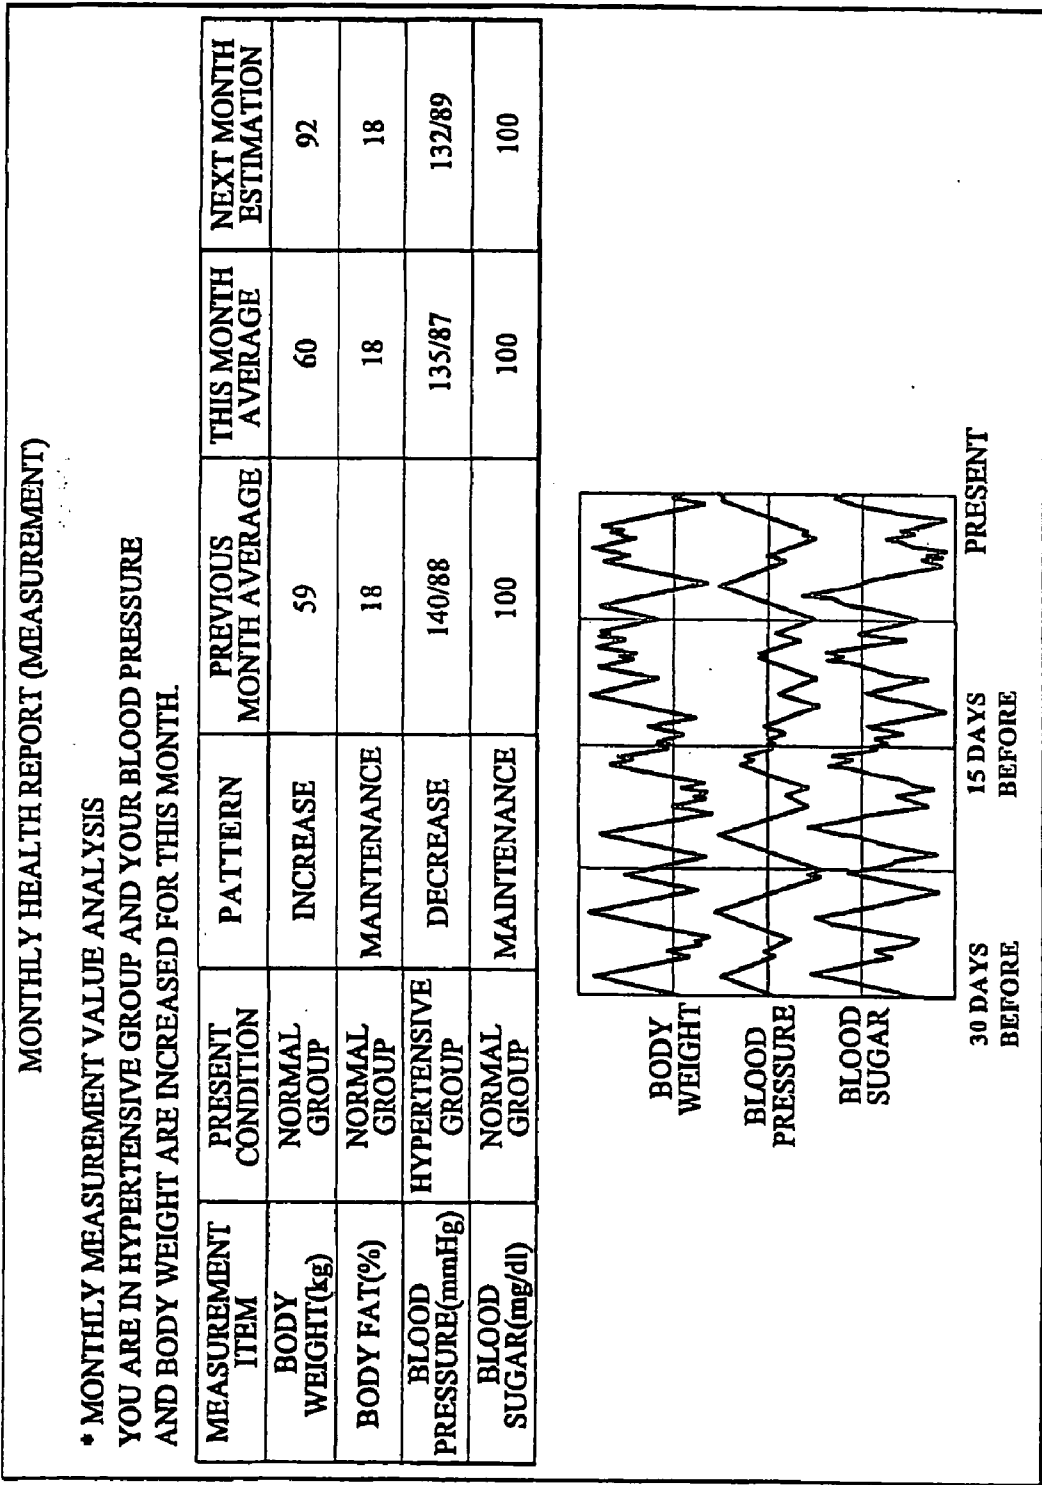 MONTHLY HEALTH REPORT (MEASUREMENT)
* MONTHLY MEASUREMENT VALUE ANALYSIS
YOU ARE IN HYPERTENSIVE GROUP AND YOUR BLOOD PRESSURE
AND BODY WEIGHT ARE INCREASED FOR THIS MONTH.
MEASUREMENT ITEM PRESENT CONDITION PATTERN PREVIOUS MONTH AVERAGE THIS MONTH AVERAGE NEXT MONTH ESTIMATION
BODY WEIGHT(kg) NORMAL GROUP INCREASE 59 60 92
BODY FAT(%) NORMAL GROUP MAINTENANCE 18 18 18
BLOOD PRESSURE(mmHg) HYPERTENSIVE GROUP DECREASE 140/88 135/87 132/89
BLOOD SUGAR(mg/dl) NORMAL GROUP MAINTENANCE 100 100 100
BODY
WEIGHT
BLOOD
PRESSURE
BLOOD
SUGAR
30 DAYS
BEFORE
15 DAYS
BEFORE
PRESENT